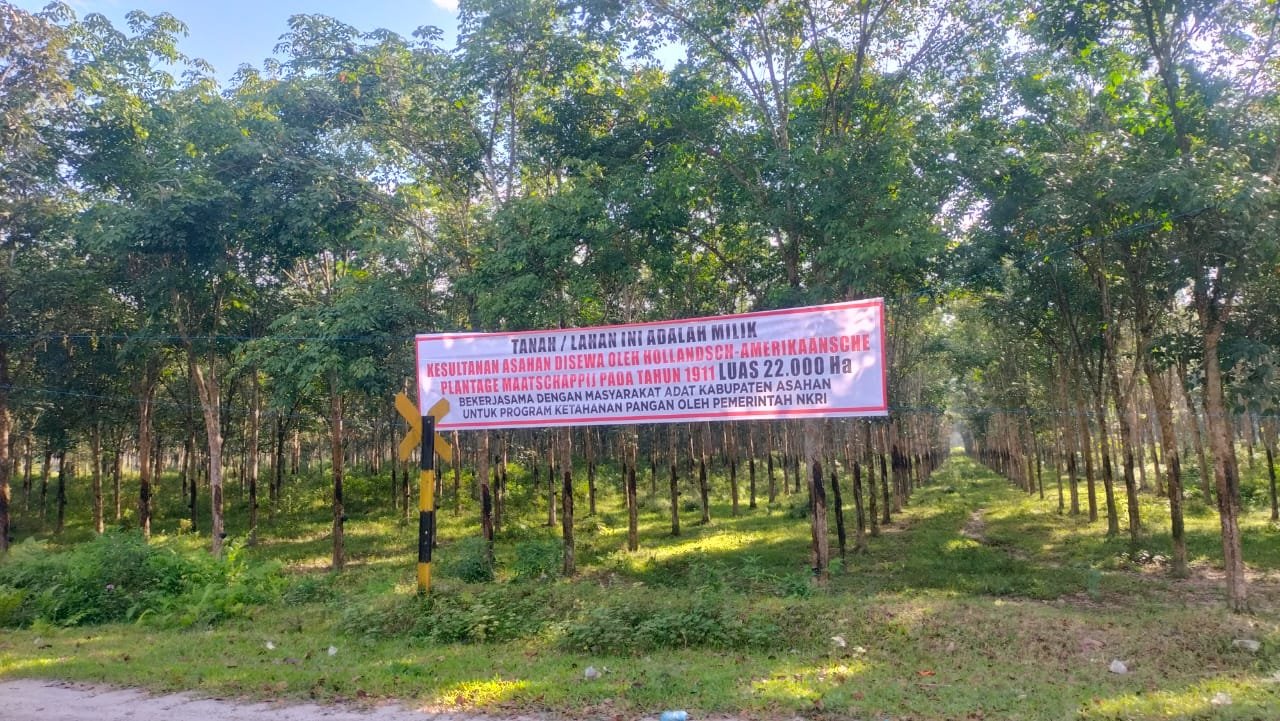 TANAH / LAHAN INI ADALAH MILIK
KESULTANAN ASAHAN DISEWA OLEH HOLLANDSCH-AMERIKAANSCHE
PLANTAGE MAATSCHAPPIJ PADA TAHUN 1911 LUAS 22.000 Ha
BEKERJASAMA DENGAN MASYARAKAT ADAT KABUPATEN ASAHAN
UNTUK PROGRAM KETAHANAN PANGAN OLEH PEMERINTAH NKRI